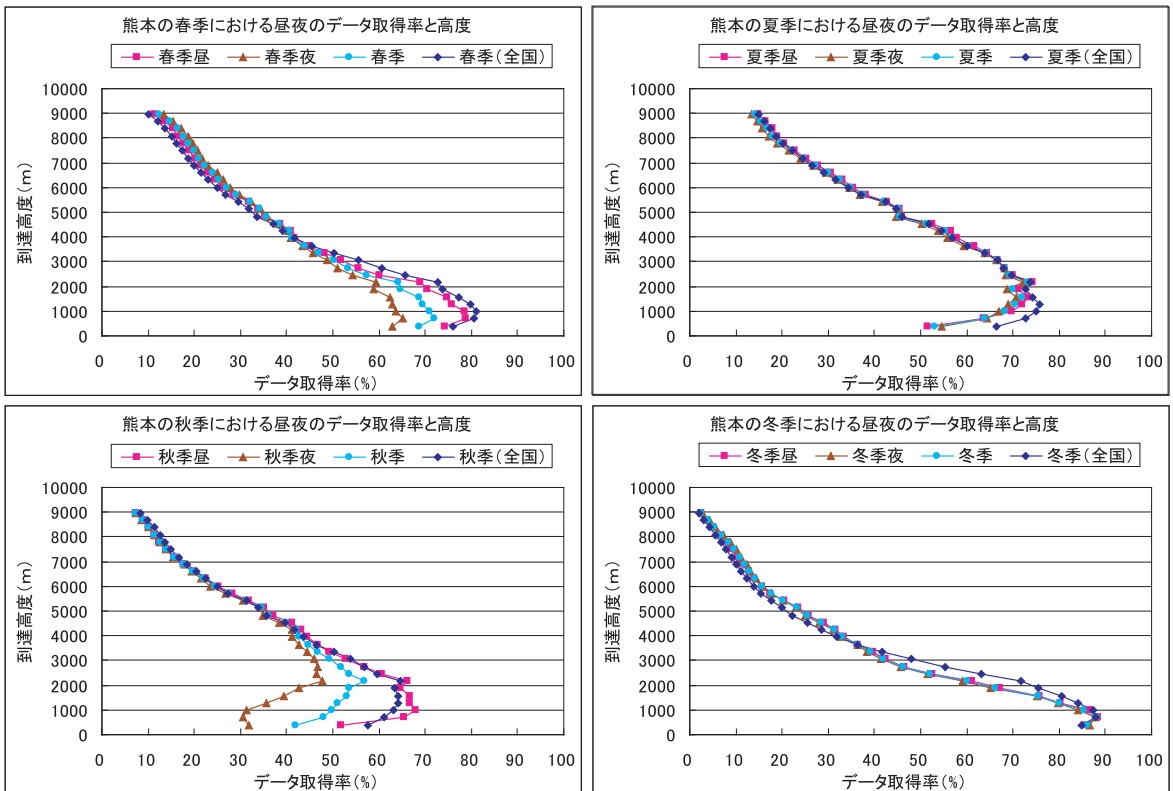 熊本の春季における昼夜のデータ取得率と高度
春季昼 春季夜 春季 春季(全国)
到達高度(m)
10000
9000
8000
7000
6000
5000
4000
3000
2000
1000
0
0 10 20 30 40 50 60 70 80 90 100
データ取得率(%)
熊本の夏季における昼夜のデータ取得率と高度
夏季昼 夏季夜 夏季 夏季(全国)
到達高度(m)
10000
9000
8000
7000
6000
5000
4000
3000
2000
1000
0
0 10 20 30 40 50 60 70 80 90 100
データ取得率(%)
熊本の秋季における昼夜のデータ取得率と高度
秋季昼 秋季夜 秋季 秋季(全国)
到達高度(m)
10000
9000
8000
7000
6000
5000
4000
3000
2000
1000
0
0 10 20 30 40 50 60 70 80 90 100
データ取得率(%)
熊本の冬季における昼夜のデータ取得率と高度
冬季昼 冬季夜 冬季 冬季(全国)
到達高度(m)
10000
9000
8000
7000
6000
5000
4000
3000
2000
1000
0
0 10 20 30 40 50 60 70 80 90 100
データ取得率(%)